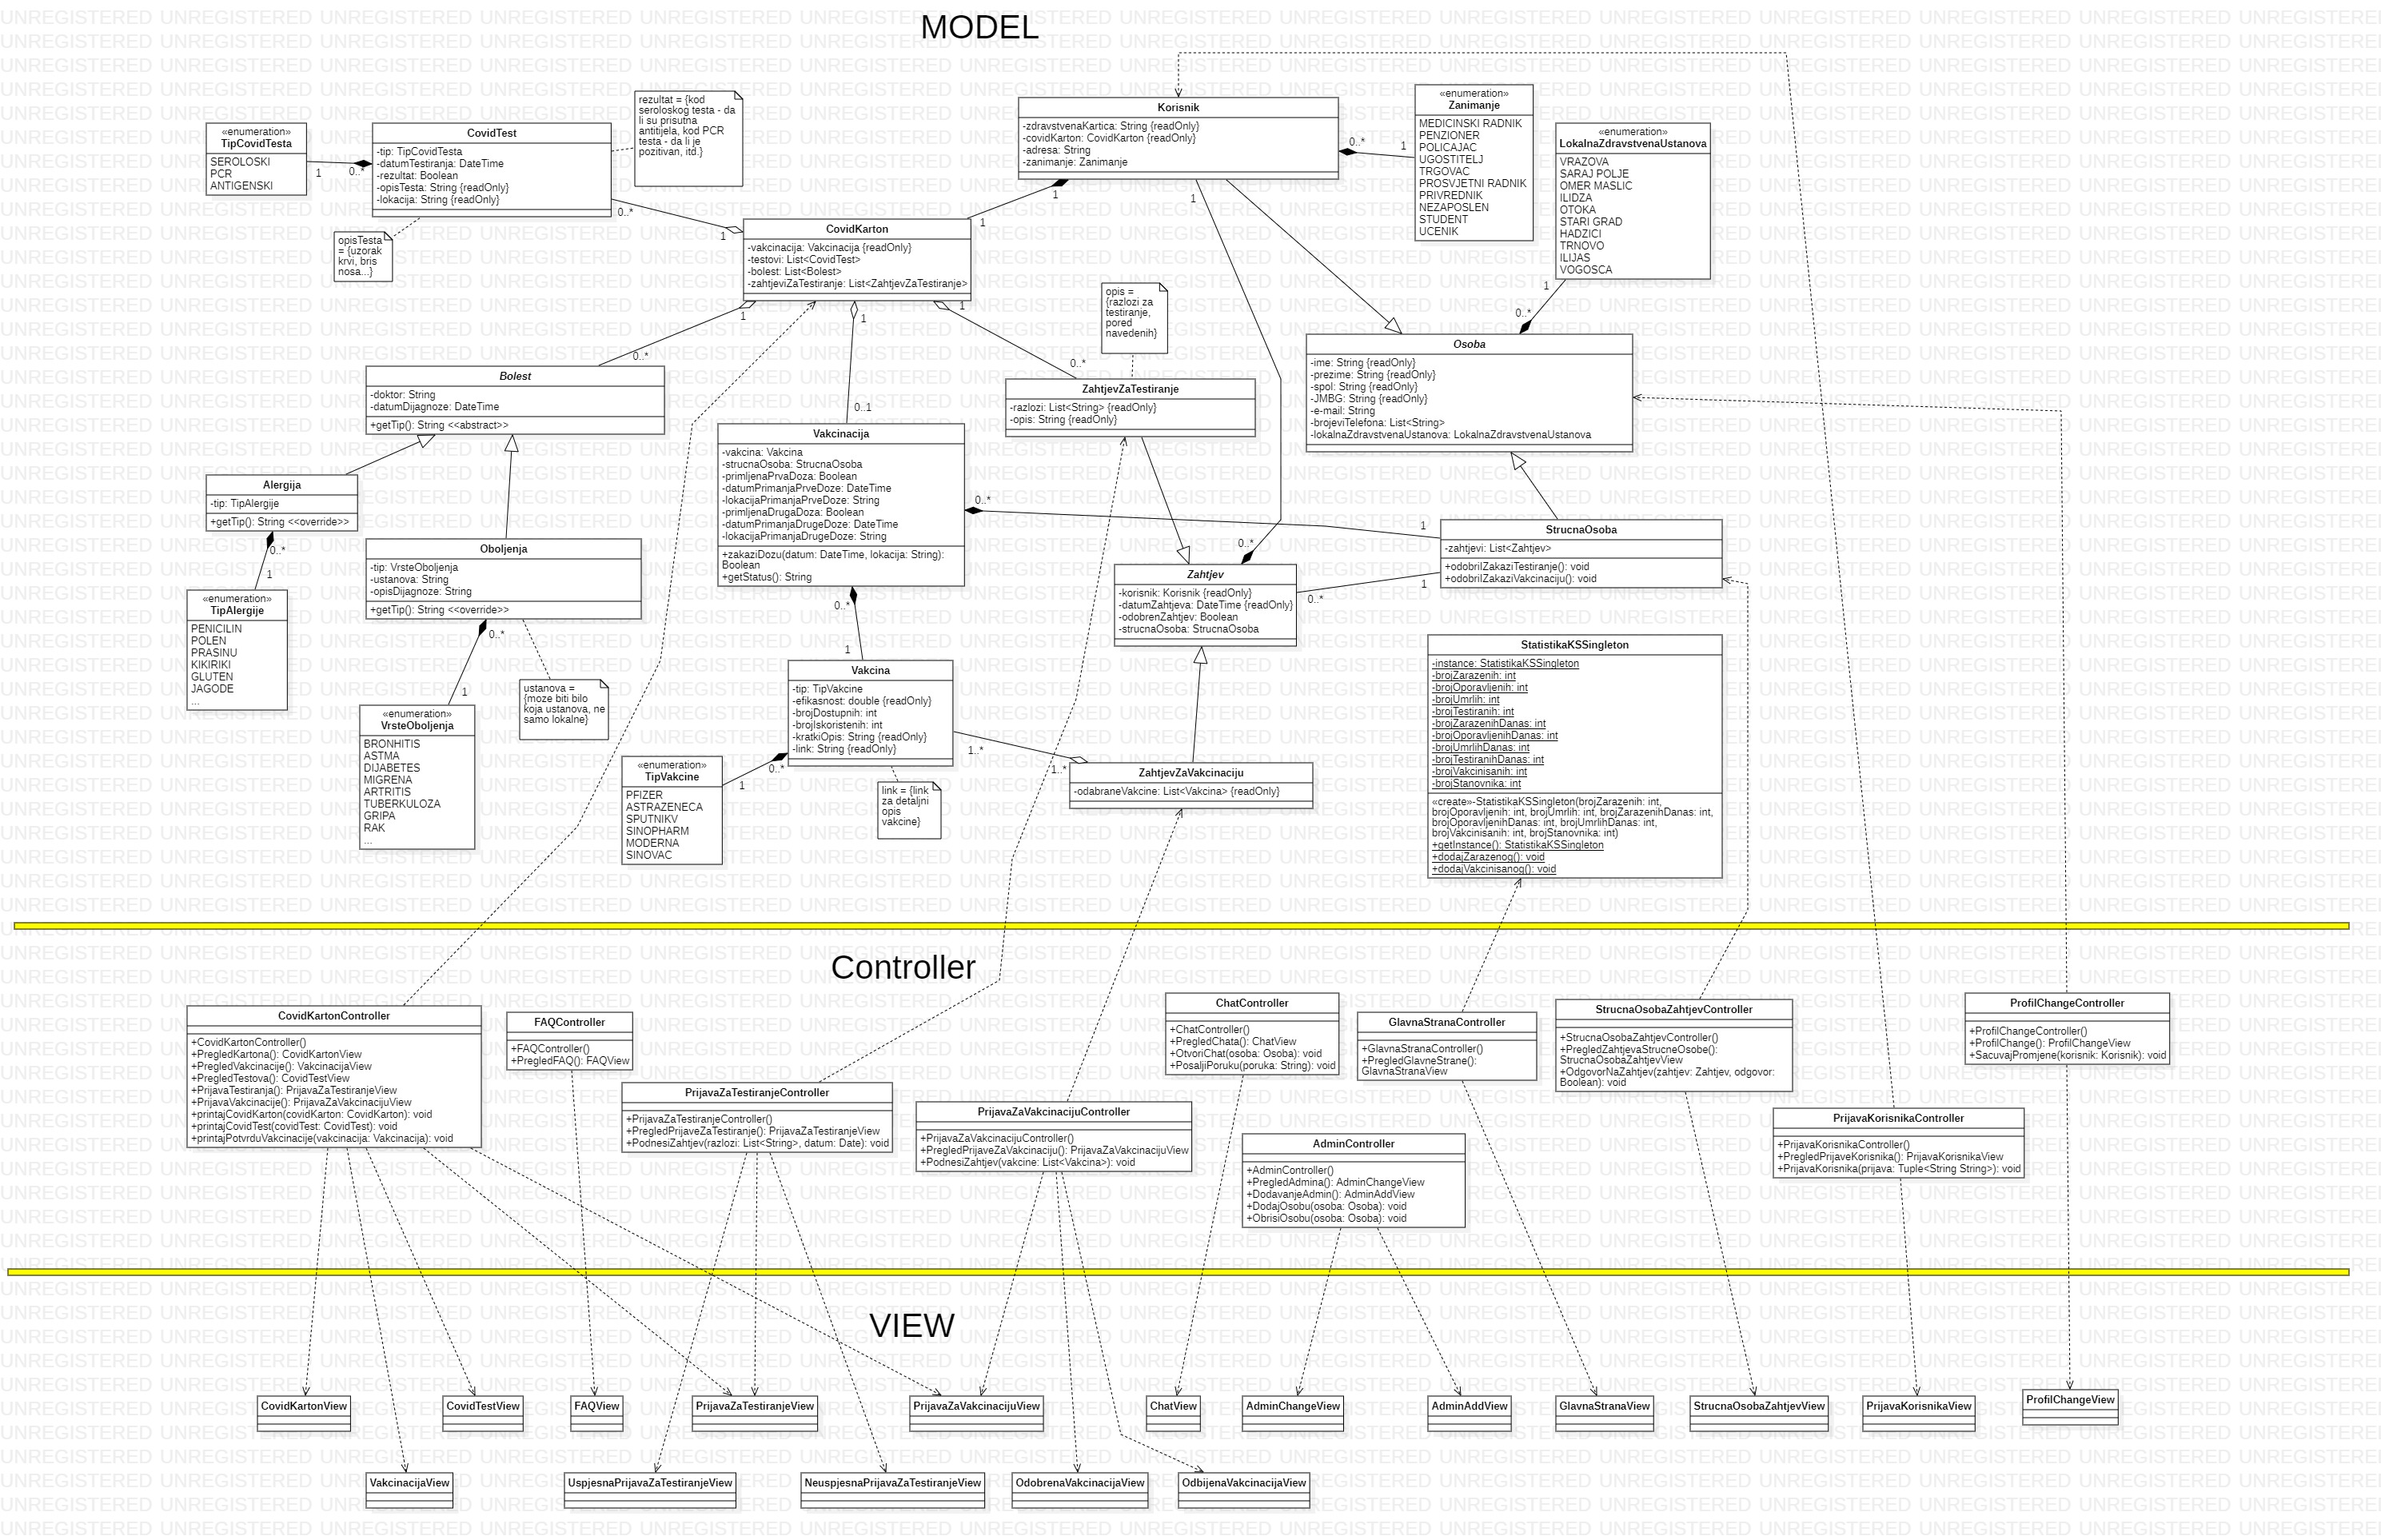 MODEL
«enumeration»
TipCovidTesta
SEROLOSKI
PCR
ANTIGENSKI
1
0..*
CovidTest
-tip: TipCovidTesta
-datumTestiranja: DateTime
-rezultat: Boolean
-opisTesta: String {readOnly}
-lokacija: String {readOnly}
rezultat = {kod
seroloskog testa - da
li su prisutna
antitijela, kod PCR
testa - da li je
pozitivan, itd.}
opisTesta
= {uzorak
krvi, bris
nosa...}
0..*
1
Korisnik
-zdravstvenaKartica: String {readOnly}
-covidKarton: CovidKarton {readOnly}
-adresa: String
-zanimanje: Zanimanje
0..*
1
1
1
1
«enumeration»
Zanimanje
MEDICINSKI RADNIK
PENZIONER
POLICAJAC
UGOSTITELJ
TRGOVAC
PROSVJETNI RADNIK
PRIVREDNIK
NEZAPOSLEN
STUDENT
UCENIK
«enumeration»
LokalnaZdravstvenaUstanova
VRAZOVA
SARAJ POLJE
OMER MASLIC
ILIDZA
OTOKA
STARI GRAD
HADZICI
TRNOVO
ILIJAS
VOGOSCA
1
0..*
CovidKarton
-vakcinacija: Vakcinacija {readOnly}
-testovi: List<CovidTest>
-bolest: List<Bolest>
-zahtjeviZaTestiranje: List<ZahtjevZaTestiranje>
1
1
1
0..*
0..1
0..*
opis =
{razlozi za
testiranje,
pored
navedenih}
Osoba
-ime: String {readOnly}
-prezime: String {readOnly}
-spol: String {readOnly}
-JMBG: String {readOnly}
-e-mail: String
-brojeviTelefona: List<String>
-lokalnaZdravstvenaUstanova: LokalnaZdravstvenaUstanova
Bolest
-doktor: String
-datumDijagnoze: DateTime
+getTip(): String <<abstract>>
ZahtjevZaTestiranje
-razlozi: List<String> {readOnly}
-opis: String {readOnly}
Vakcinacija
-vakcina: Vakcina
-strucnaOsoba: StrucnaOsoba
-primljenaPrvaDoza: Boolean
-datumPrimanjaPrveDoze: DateTime
-lokacijaPrimanjaPrveDoze: String
-primljenaDrugaDoza: Boolean
-datumPrimanjaDrugeDoze: DateTime
-lokacijaPrimanjaDrugeDoze: String
+zakaziDozu(datum: DateTime, lokacija: String):
Boolean
+getStatus(): String
0..*
1
Alergija
-tip: TipAlergije
+getTip(): String <<override>>
0..*
1
«enumeration»
TipAlergije
PENICILIN
POLEN
PRASINU
KIKIRIKI
GLUTEN
JAGODE
...
Oboljenja
-tip: VrsteOboljenja
-ustanova: String
-opisDijagnoze: String
+getTip(): String <<override>>
0..*
1
«enumeration»
VrsteOboljenja
BRONHITIS
ASTMA
DIJABETES
MIGRENA
ARTRITIS
TUBERKULOZA
GRIPA
RAK
...
ustanova =
{moze biti bilo
koja ustanova, ne
samo lokalne}
StrucnaOsoba
-zahtjevi: List<Zahtjev>
+odobriIZakaziTestiranje(): void
+odobriIZakaziVakcinaciju(): void
0..*
Zahtjev
-korisnik: Korisnik {readOnly}
-datumZahtjeva: DateTime {readOnly}
-odobrenZahtjev: Boolean
-strucnaOsoba: StrucnaOsoba
0..*
1
0..*
1
Vakcina
-tip: TipVakcine
-efikasnost: double {readOnly}
-brojDostupnih: int
-brojIskoristenih: int
-kratkiOpis: String {readOnly}
-link: String {readOnly}
0..*
1
1..*
1..*
«enumeration»
TipVakcine
PFIZER
ASTRAZENECA
SPUTNIKV
SINOPHARM
MODERNA
SINOVAC
link = {link
za detaljni
opis
vakcine}
ZahtjevZaVakcinaciju
-odabraneVakcine: List<Vakcina> {readOnly}
StatistikaKSSingleton
-instance: StatistikaKSSingleton
-brojZarazenih: int
-brojOporavljenih: int
-brojUmrlih: int
-brojTestiranih: int
-brojZarazenihDanas: int
-brojOporavljenihDanas: int
-brojUmrlihDanas: int
-brojTestiranihDanas: int
-brojVakcinisanih: int
-brojStanovnika: int
«create»-StatistikaKSSingleton(brojZarazenih: int,
brojOporavljenih: int, brojUmrlih: int, brojZarazenihDanas: int,
brojOporavljenihDanas: int, brojUmrlihDanas: int,
brojVakcinisanih: int, brojStanovnika: int)
+getInstance(): StatistikaKSSingleton
+dodajZarazenog(): void
+dodajVakcinisanog(): void
Controller
CovidKartonController
+CovidKartonController()
+PregledKartona(): CovidKartonView
+PregledVakcinacije(): VakcinacijaView
+PregledTestova(): CovidTestView
+PrijavaTestiranja(): PrijavaZaTestiranjeView
+PrijavaVakcinacije(): PrijavaZaVakcinacijuView
+printajCovidKarton(covidKarton: CovidKarton): void
+printajCovidTest(covidTest: CovidTest): void
+printajPotvrduVakcinacije(vakcinacija: Vakcinacija): void
FAQController
+FAQController()
+PregledFAQ(): FAQView
PrijavaZaTestiranjeController
+PrijavaZaTestiranjeController()
+PregledPrijaveZaTestiranje(): PrijavaZaTestiranjeView
+PodnesiZahtjev(razlozi: List<String>, datum: Date): void
PrijavaZaVakcinacijuController
+PrijavaZaVakcinacijuController()
+PregledPrijaveZaVakcinaciju(): PrijavaZaVakcinacijuView
+PodnesiZahtjev(vakcine: List<Vakcina>): void
ChatController
+ChatController()
+PregledChata(): ChatView
+OtvoriChat(osoba: Osoba): void
+PosaljiPoruku(poruka: String): void
AdminController
+AdminController()
+PregledAdmina(): AdminChangeView
+DodavanjeAdmin(): AdminAddView
+DodajOsobu(osoba: Osoba): void
+ObrisiOsobu(osoba: Osoba): void
GlavnaStranaController
+GlavnaStranaController()
+PregledGlavneStrane():
GlavnaStranaView
StrucnaOsobaZahtjevController
+StrucnaOsobaZahtjevController()
+PregledZahtjevaStrucneOsobe():
StrucnaOsobaZahtjevView
+OdgovorNaZahtjev(zahtjev: Zahtjev, odgovor:
Boolean): void
PrijavaKorisnikaController
+PrijavaKorisnikaController()
+PregledPrijaveKorisnika(): PrijavaKorisnikaView
+PrijavaKorisnika(prijava: Tuple<String String>): void
ProfilChangeController
+ProfilChangeController()
+ProfilChange(): ProfilChangeView
+SacuvajPromjene(korisnik: Korisnik): void
VIEW
CovidKartonView
CovidTestView
FAQView
PrijavaZaTestiranjeView
PrijavaZaVakcinacijuView
ChatView
AdminChangeView
AdminAddView
GlavnaStranaView
StrucnaOsobaZahtjevView
PrijavaKorisnikaView
ProfilChangeView
VakcinacijaView
UspjesnaPrijavaZaTestiranjeView
NeuspjesnaPrijavaZaTestiranjeView
OdobrenaVakcinacijaView
OdbijenaVakcinacijaView
UNREGISTERED